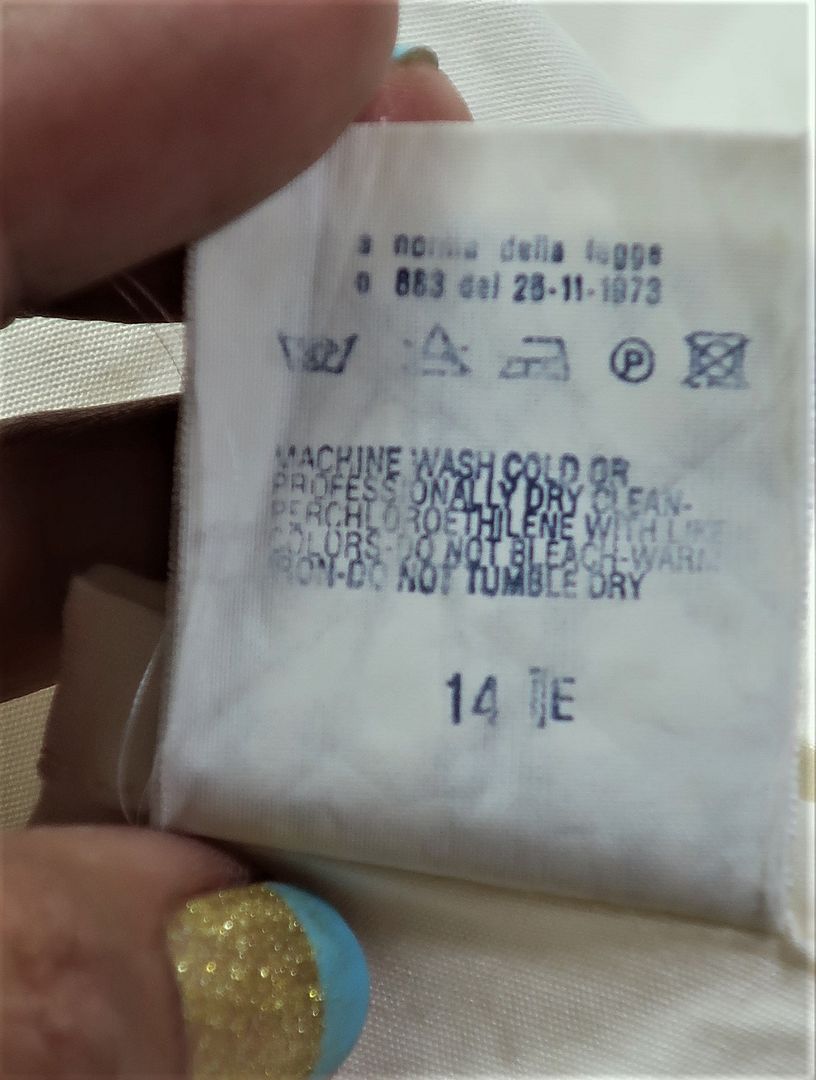 a norma della legge
o 883 del 26-11-1973
P
MACHINE WASH COLD OR
PROFESSIONALLY DRY CLEAN-
PERCHLOROETHILENE WITH LIKE
COLORS-DO NOT BLEACH-WARM
IRON-DO NOT TUMBLE DRY
14